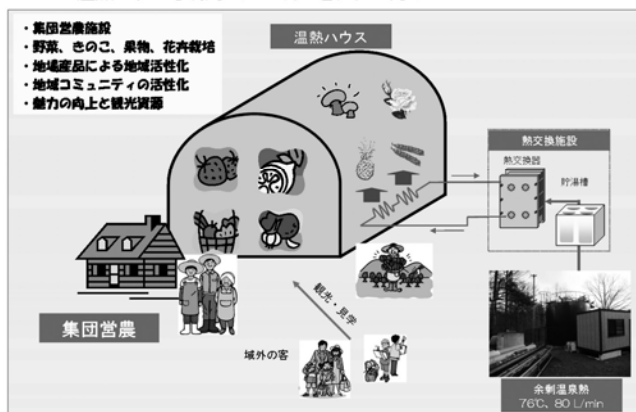 ・集団営農施設
・野菜、きのこ、果物、花卉栽培
・地場産品による地域活性化
・地域コミュニティの活性化
・魅力の向上と観光資源
温熱ハウス
熱交換施設
熱交換器
貯湯槽
集団営農
観光・見学
域外の客
余剰温泉熱
76℃、80 L/min